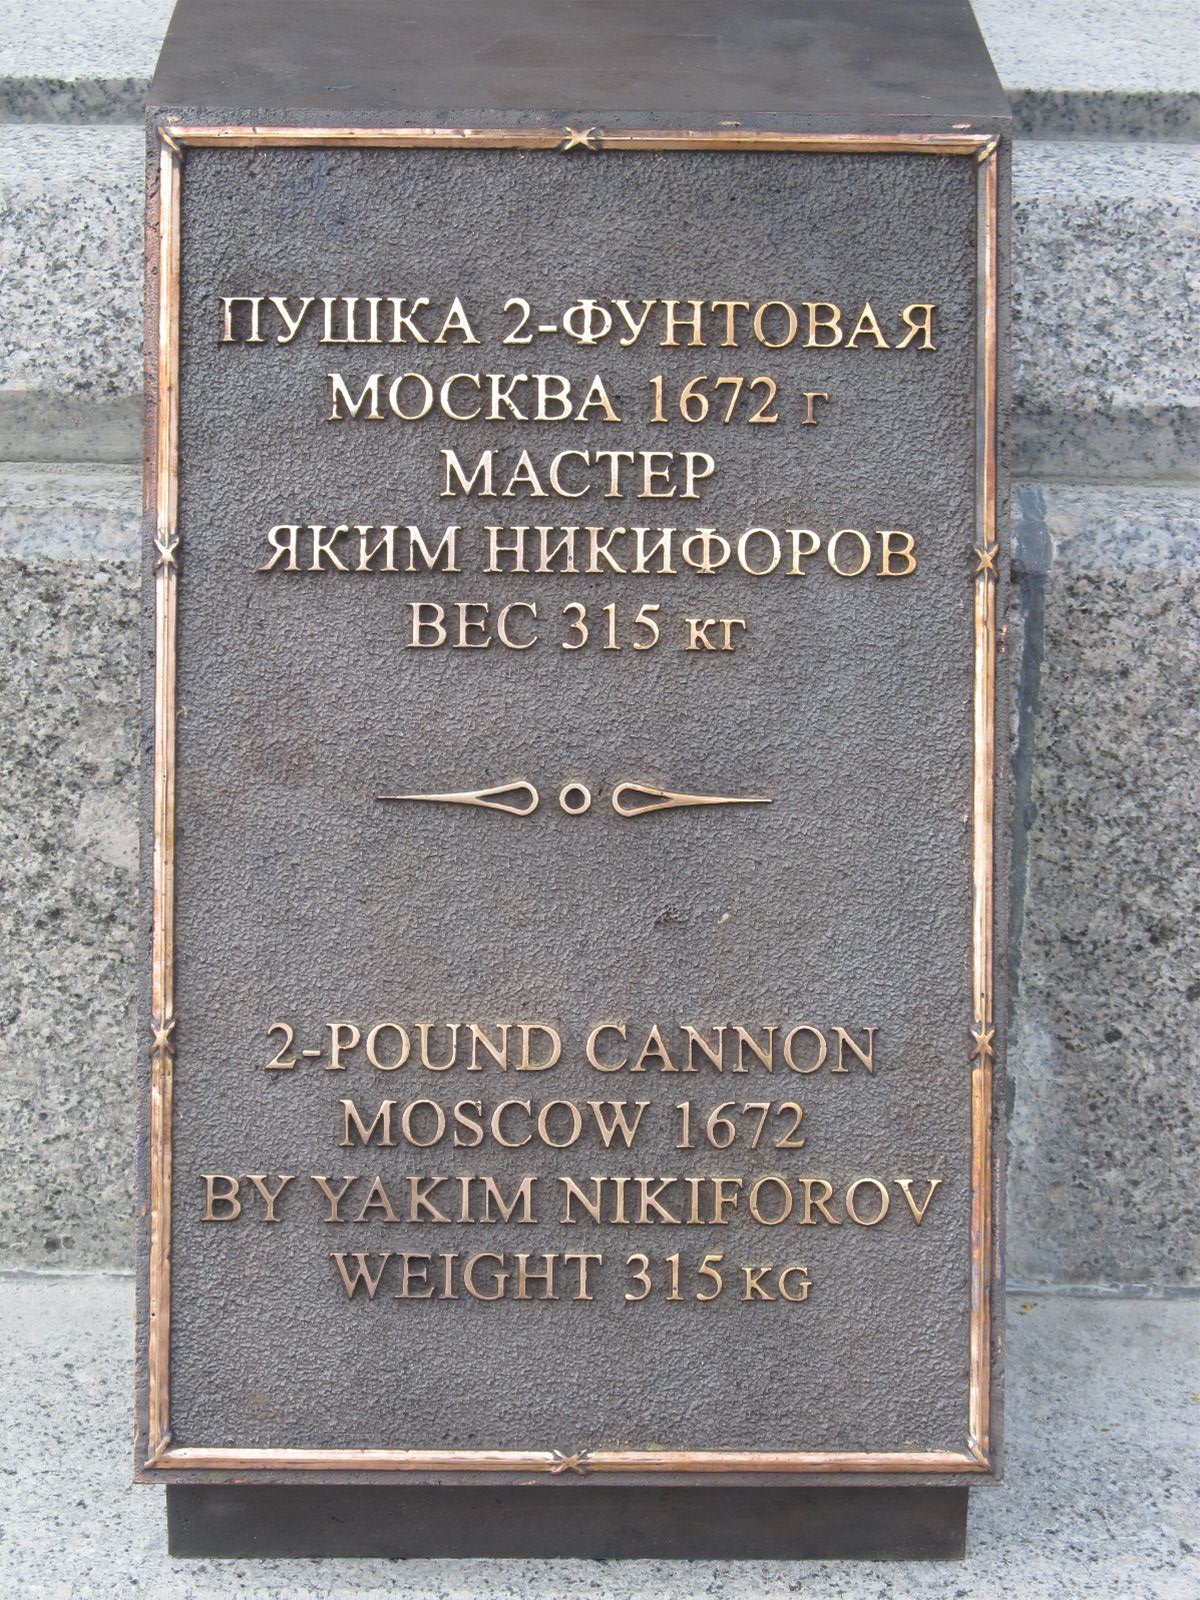 ПУШКА 2-ФУНТОВАЯ
МОСКВА 1672 г
МАСТЕР
ЯКИМ НИКИФОРОВ
ВЕС 315 кг
2-POUND CANNON
MOSCOW 1672
BY YAKIM NIKIFOROV
WEIGHT 315 KG